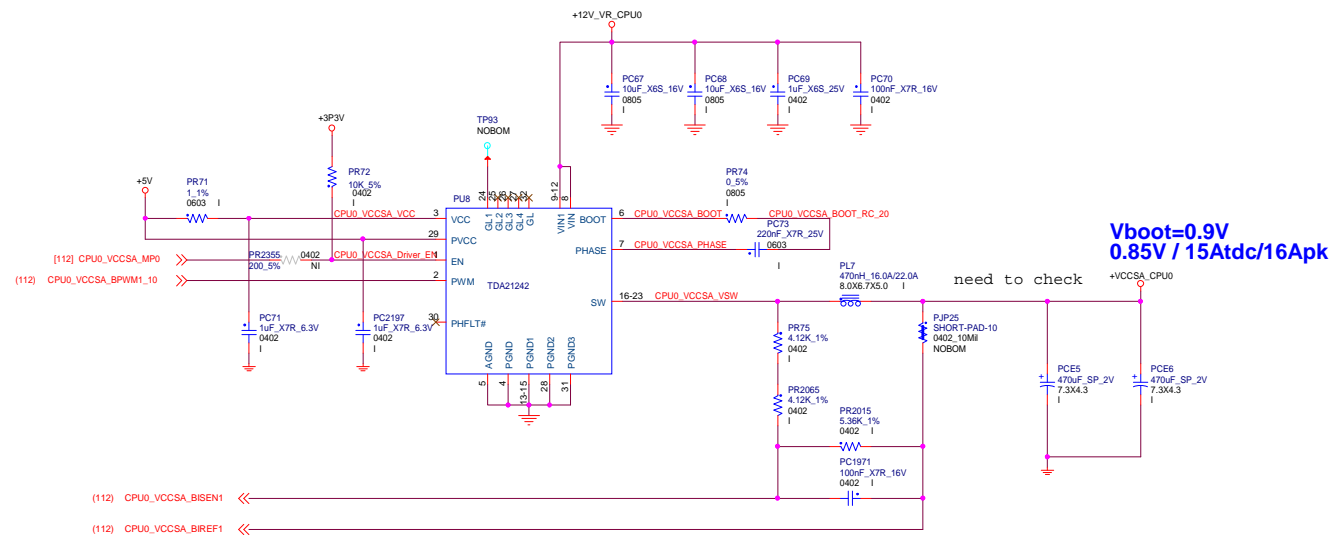 +12V_VR_CPU0
PC67
10uF_X6S_16V
0805
I
PC68
10uF_X6S_16V
0805
I
PC69
1uF_X6S_25V
0402
I
PC70
100nF_X7R_16V
0402
I
+3P3V
TP93
NOBOM
PR72
10K_5%
0402
I
+5V
PR71
1_1%
0603 I
PU8
24
25
26
27
32
9-12
8
GL1
GL2
GL3
GL4
GL
VIN1
VIN
PR74
0_5%
0805
I
CPU0_VCCSA_VCC
3
VCC
BOOT
6
CPU0_VCCSA_BOOT
CPU0_VCCSA_BOOT_RC_20
PC73
220nF_X7R_25V
0603
I
29
PVCC
PHASE
7
CPU0_VCCSA_PHASE
Vboot=0.9V
0.85V / 15Atdc/16Apk
[112] CPU0_VCCSA_MP0
PR2355
200_5%
0402
NI
CPU0_VCCSA_Driver_EN
1
EN
(112) CPU0_VCCSA_BPWM1_10
2
PWM
TDA21242
PL7
470nH_16.0A/22.0A
8.0X6.7X5.0 I
need to check
+VCCSA_CPU0
SW
16-23
CPU0_VCCSA_VSW
PC71
1uF_X7R_6.3V
0402
I
PC2197
1uF_X7R_6.3V
0402
I
30
PHFLT#
PJP25
SHORT-PAD-10
0402_10Mil
NOBOM
PR75
4.12K_1%
0402
I
AGND
PGND
PGND1
PGND2
PGND3
5
4
13-15
28
31
PCE5
470uF_SP_2V
7.3X4.3
I
PCE6
470uF_SP_2V
7.3X4.3
I
PR2065
4.12K_1%
0402
I
PR2015
5.36K_1%
0402 I
PC1971
100nF_X7R_16V
0402 I
(112) CPU0_VCCSA_BISEN1
(112) CPU0_VCCSA_BIREF1